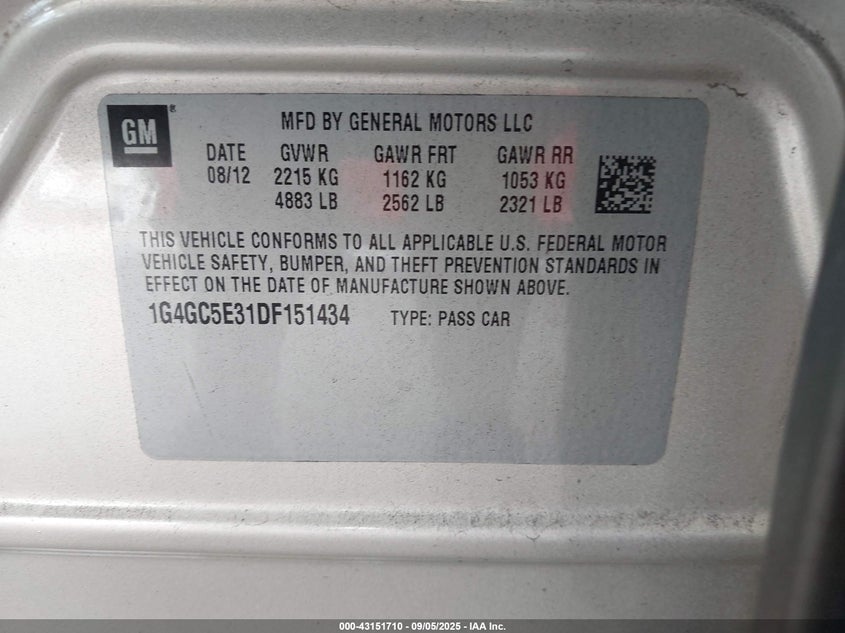 GM®
MFD BY GENERAL MOTORS LLC
DATE GVWR GAWR FRT GAWR RR
08/12 2215 KG 1162 KG 1053 KG
4883 LB 2562 LB 2321 LB
THIS VEHICLE CONFORMS TO ALL APPLICABLE U.S. FEDERAL MOTOR
VEHICLE SAFETY, BUMPER, AND THEFT PREVENTION STANDARDS IN
EFFECT ON THE DATE OF MANUFACTURE SHOWN ABOVE.
1G4GC5E31DF151434 TYPE: PASS CAR
000-43151710 - 09/05/2025 - IAA Inc.